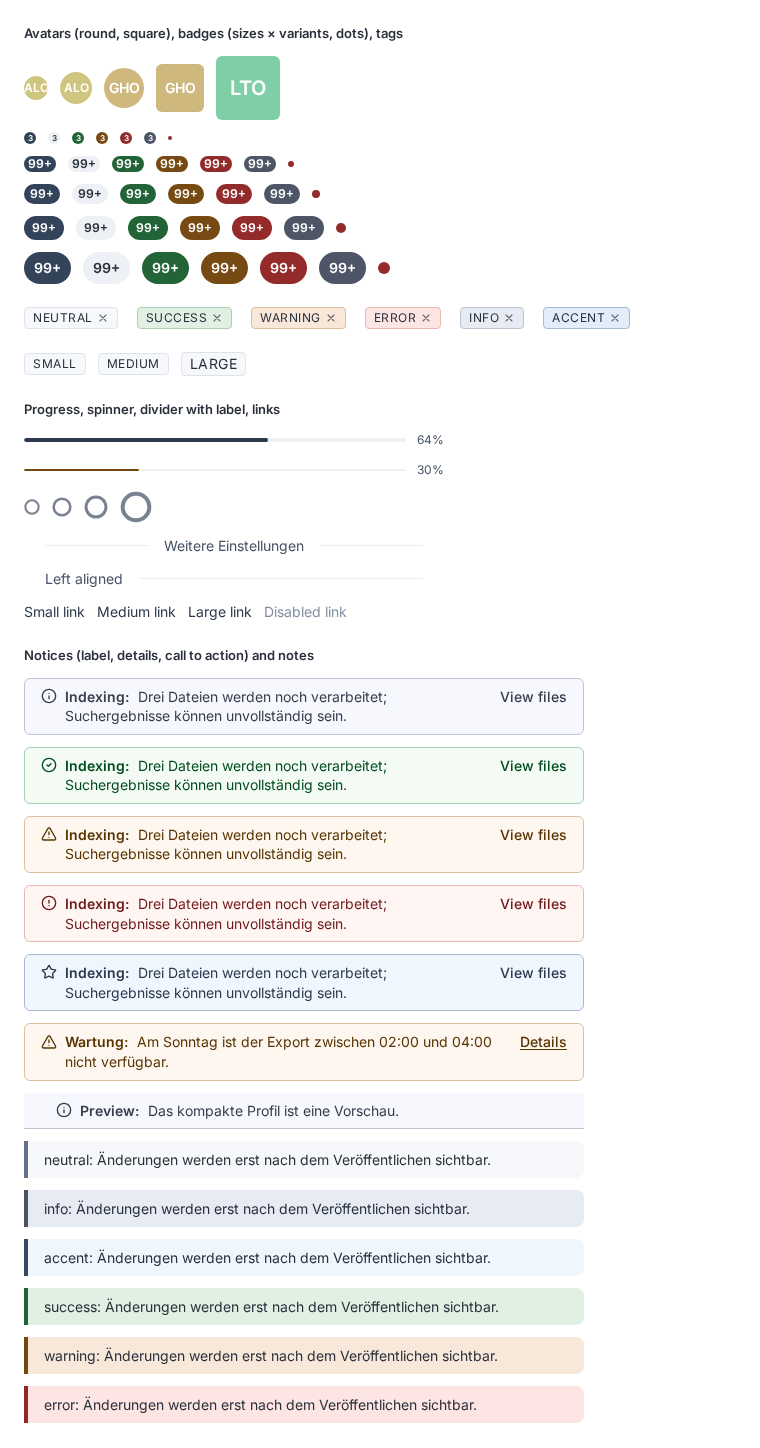 Avatars (round, square), badges (sizes × variants, dots), tags
ALO ALO GHO GHO LTO
3 3 3 3 3 3
99+ 99+ 99+ 99+ 99+ 99+
99+ 99+ 99+ 99+ 99+ 99+
99+ 99+ 99+ 99+ 99+ 99+
99+ 99+ 99+ 99+ 99+ 99+
NEUTRAL SUCCESS WARNING ERROR INFO ACCENT
SMALL MEDIUM LARGE
Progress, spinner, divider with label, links
64%
30%
Weitere Einstellungen
Left aligned
Small link Medium link Large link Disabled link
Notices (label, details, call to action) and notes
Indexing: Drei Dateien werden noch verarbeitet; View files
Suchergebnisse können unvollständig sein.
Indexing: Drei Dateien werden noch verarbeitet; View files
Suchergebnisse können unvollständig sein.
Indexing: Drei Dateien werden noch verarbeitet; View files
Suchergebnisse können unvollständig sein.
Indexing: Drei Dateien werden noch verarbeitet; View files
Suchergebnisse können unvollständig sein.
Indexing: Drei Dateien werden noch verarbeitet; View files
Suchergebnisse können unvollständig sein.
Wartung: Am Sonntag ist der Export zwischen 02:00 und 04:00 Details
nicht verfügbar.
Preview: Das kompakte Profil ist eine Vorschau.
neutral: Änderungen werden erst nach dem Veröffentlichen sichtbar.
info: Änderungen werden erst nach dem Veröffentlichen sichtbar.
accent: Änderungen werden erst nach dem Veröffentlichen sichtbar.
success: Änderungen werden erst nach dem Veröffentlichen sichtbar.
warning: Änderungen werden erst nach dem Veröffentlichen sichtbar.
error: Änderungen werden erst nach dem Veröffentlichen sichtbar.